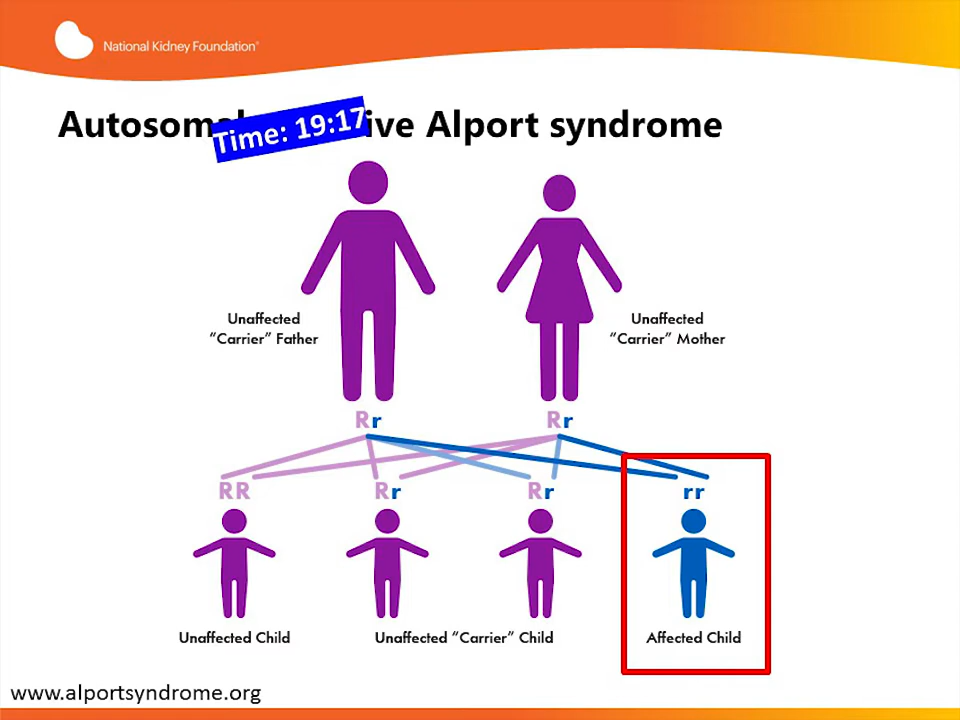 National Kidney Foundation®
Autosomal ive Alport syndrome
Time: 19:17
Unaffected
"Carrier" Father
Unaffected
"Carrier" Mother
Rr Rr
RR Rr Rr rr
Unaffected Child Unaffected "Carrier" Child Affected Child
www.alportsyndrome.org